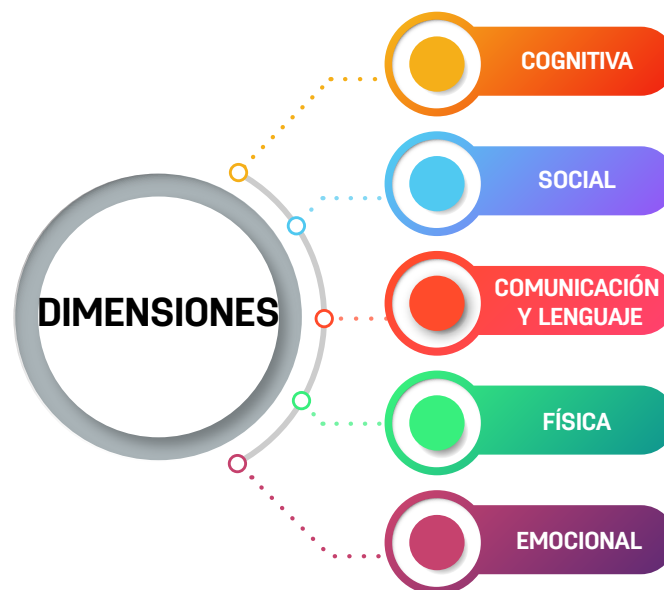 DIMENSIONES
COGNITIVA
SOCIAL
COMUNICACIÓN
Y LENGUAJE
FÍSICA
EMOCIONAL